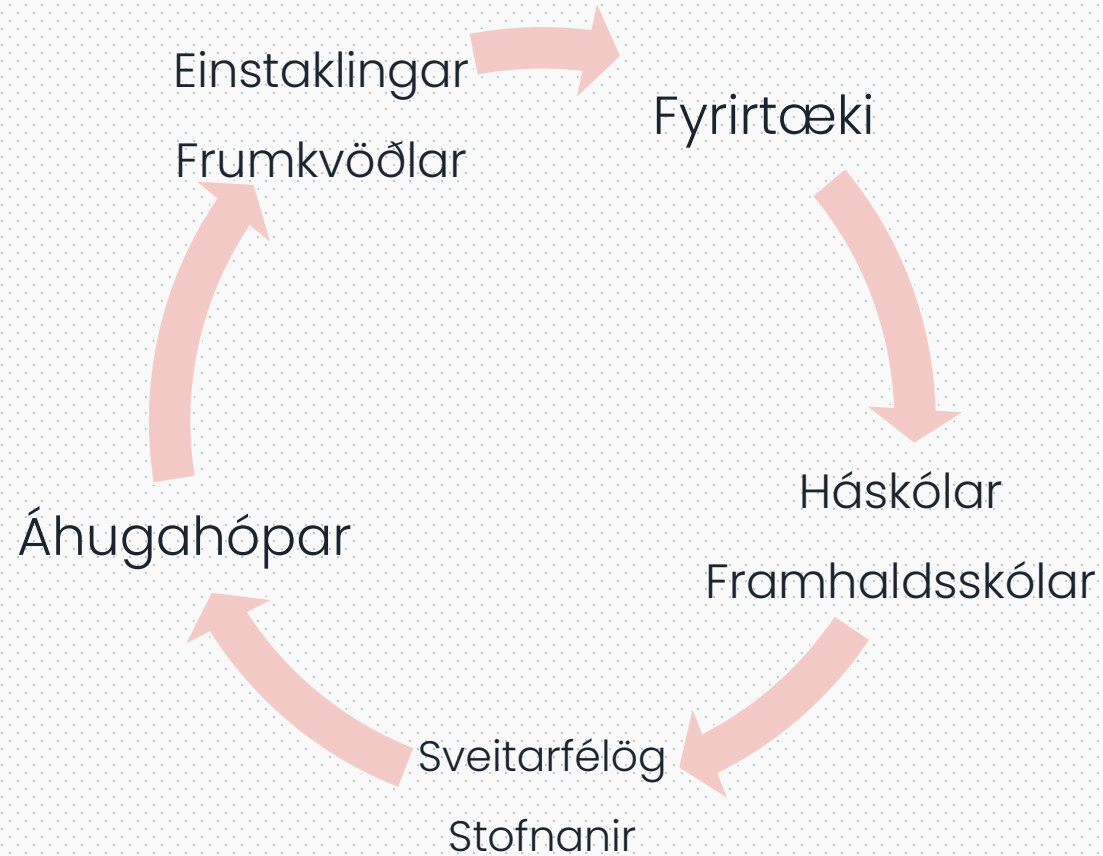 Einstaklingar
Frumkvöðlar
Fyrirtæki
Háskólar
Framhaldsskólar
Sveitarfélög
Stofnanir
Áhugahópar